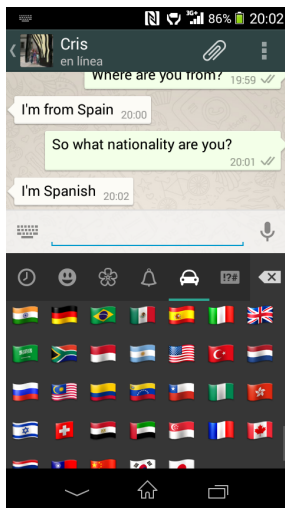 3G
86% 20:02
Cris
en línea
Where are you from? 19:59
I'm from Spain 20:00
So what nationality are you?
20:01
I'm Spanish 20:02
!?#